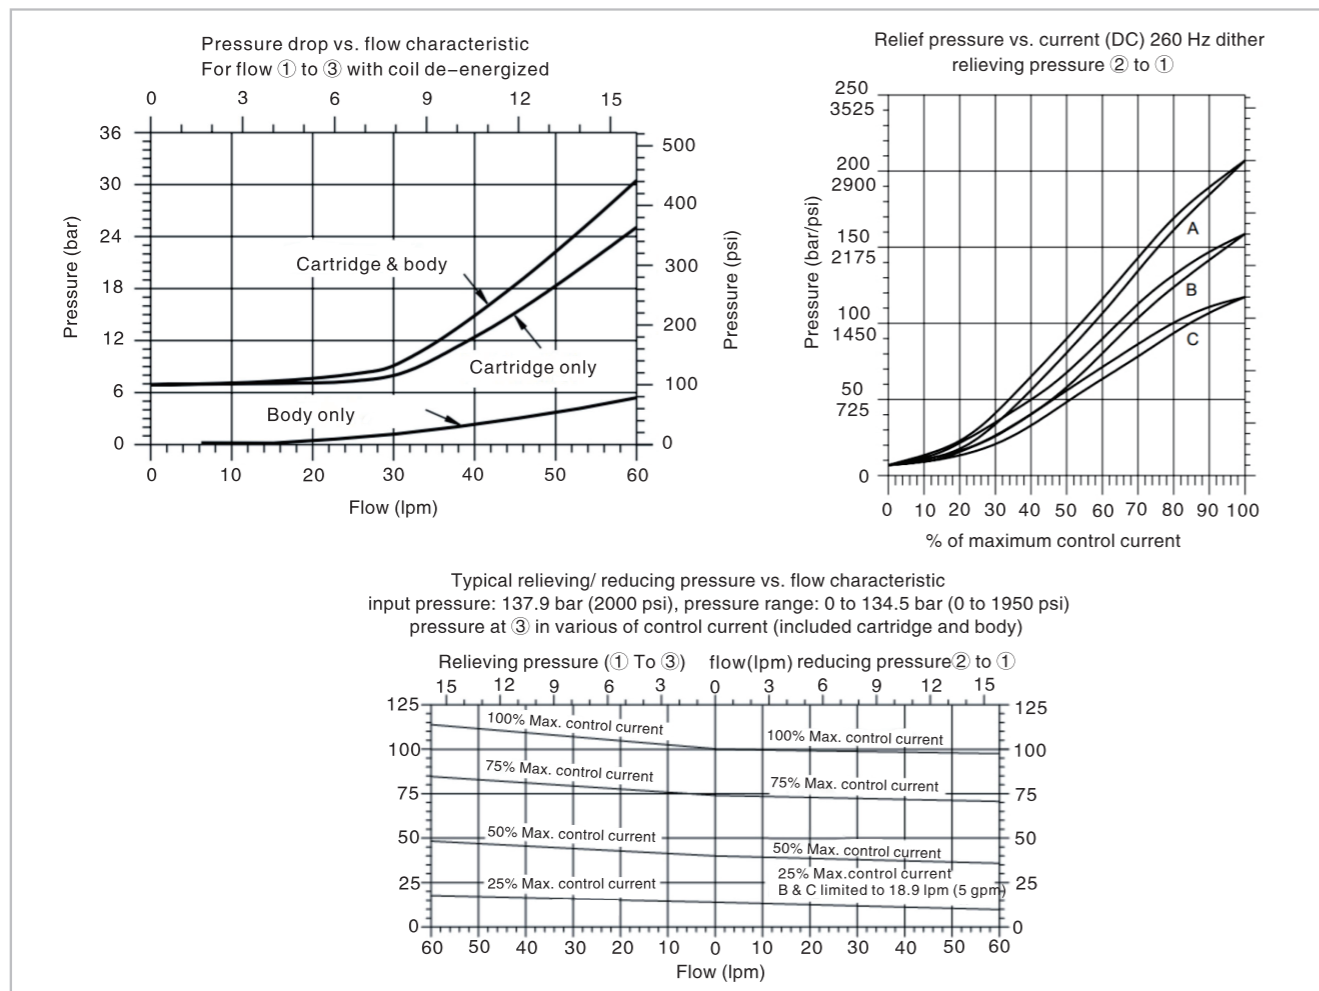 Pressure drop vs. flow characteristic
For flow ① to ③ with coil de–energized
0 3 6 9 12 15
36
30
24
18
12
6
0
Pressure (bar)
500
400
300
200
100
0
Pressure (psi)
Cartridge & body
Cartridge only
Body only
0 10 20 30 40 50 60
Flow (lpm)
Relief pressure vs. current (DC) 260 Hz dither
relieving pressure ② to ①
250
3525
200
2900
150
2175
100
1450
50
725
0
Pressure (bar/psi)
A
B
C
0 10 20 30 40 50 60 70 80 90 100
% of maximum control current
Typical relieving/ reducing pressure vs. flow characteristic
input pressure: 137.9 bar (2000 psi), pressure range: 0 to 134.5 bar (0 to 1950 psi)
pressure at ③ in various of control current (included cartridge and body)
Relieving pressure (① To ③) flow(lpm) reducing pressure② to ①
15 12 9 6 3 0 3 6 9 12 15
125
100
75
50
25
0
100% Max. control current
75% Max. control current
50% Max. control current
25% Max. control current
100% Max. control current
75% Max. control current
50% Max. control current
25% Max.control current
B & C limited to 18.9 lpm (5 gpm)
125
100
75
50
25
0
60 50 40 30 20 10 0 10 20 30 40 50 60
Flow (lpm)